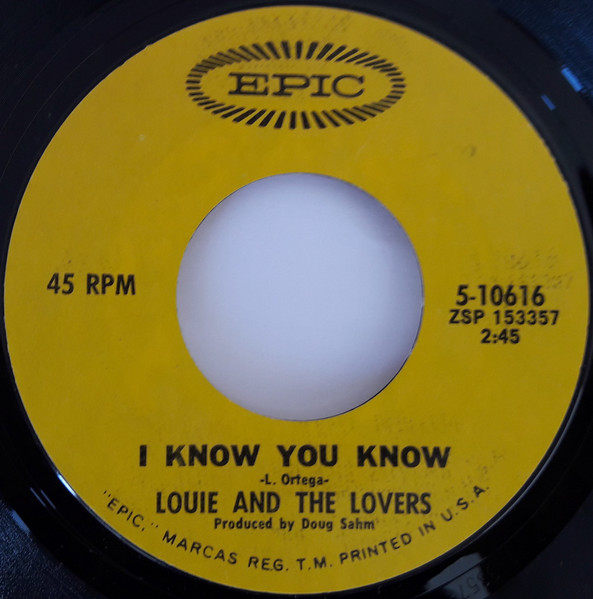 EPIC
45 RPM
5-10616
ZSP 153357
2:45
I KNOW YOU KNOW
-L. Ortega-
LOUIE AND THE LOVERS
Produced by Doug Sahm
"EPIC," MARCAS REG. T.M. PRINTED IN U.S.A.